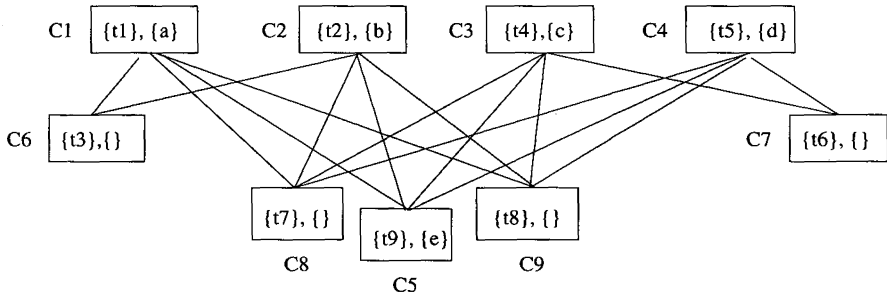 C1 {t1}, {a} C2 {t2}, {b} C3 {t4},{c} C4 {t5}, {d}
C6 {t3},{} C7 {t6}, {}
{t7}, {} {t9}, {e} {t8}, {}
C8 C5 C9